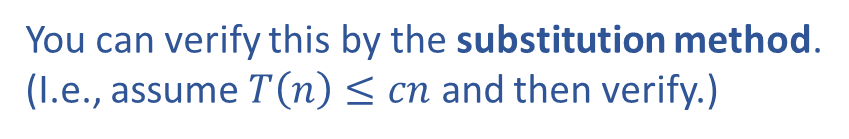 You can verify this by the substitution method.
(I.e., assume T(n) ≤ cn and then verify.)